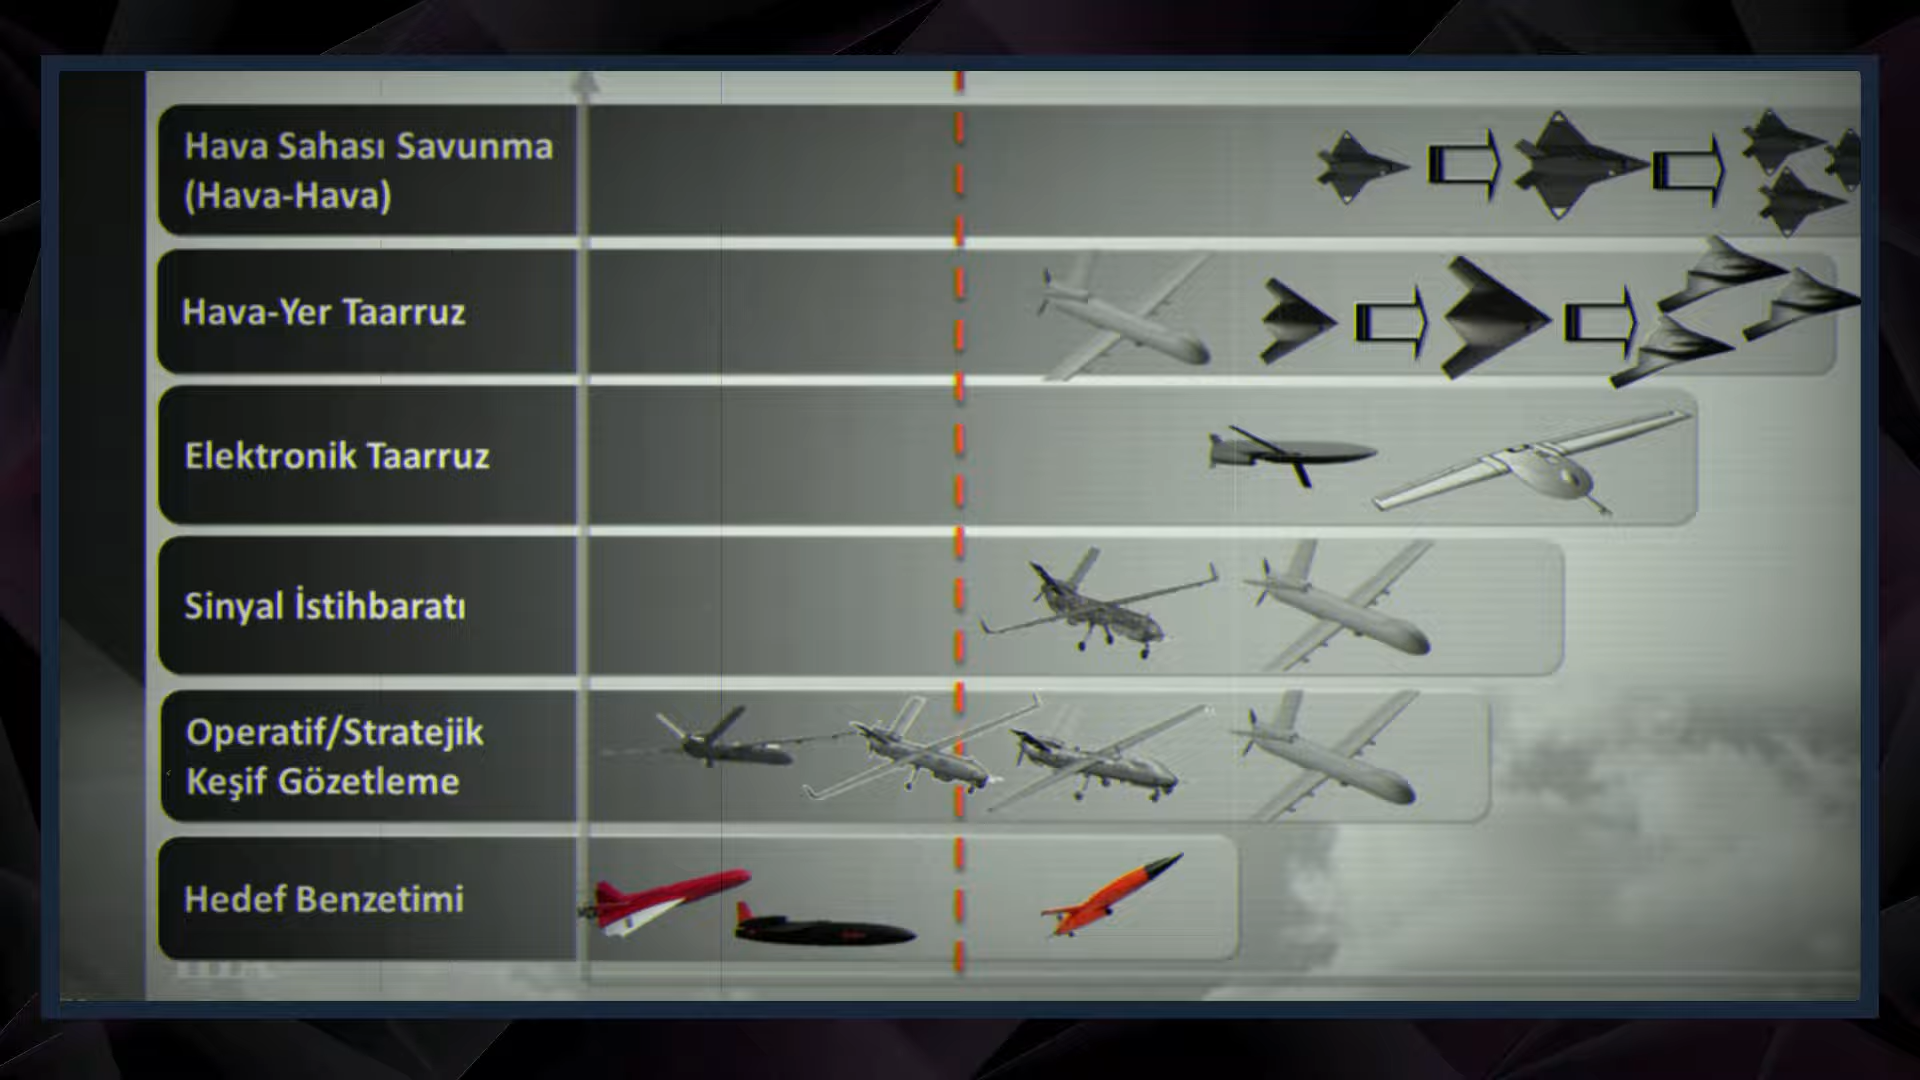 Hava Sahası Savunma
(Hava-Hava)
Hava-Yer Taarruz
Elektronik Taarruz
Sinyal İstihbaratı
Operatif/Stratejik
Keşif Gözetleme
Hedef Benzetimi